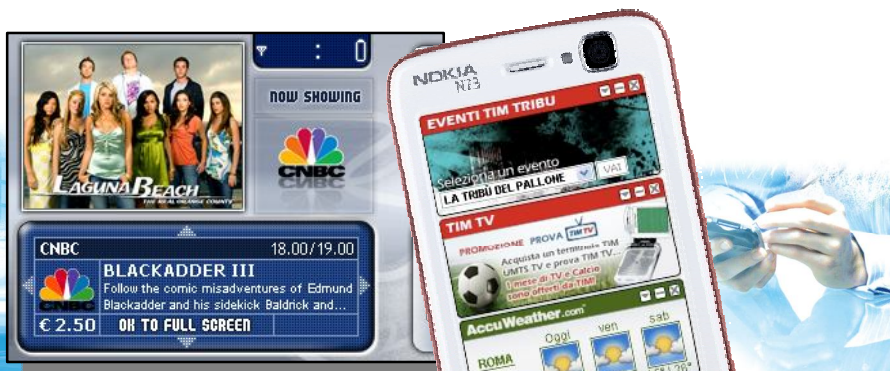 : 0
NOW SHOWING
CNBC
LAGUNA BEACH
THE REAL ORANGE COUNTY
CNBC 18.00/19.00
BLACKADDER III
Follow the comic misadventures of Edmund
Blackadder and his sidekick Baldrick and...
CNBC
€ 2.50 OK TO FULL SCREEN
NOKIA
N73
EVENTI TIM TRIBU
Seleziona un evento
LA TRIBÙ DEL PALLONE VAI
TIM TV
PROMOZIONE PROVA TIM TV
Acquista un terminale TIM
UMTS TV e prova TIM TV...
1 mese di TV e Calcio
sono offerti da TIM!
AccuWeather.com
Oggi ven sab
ROMA